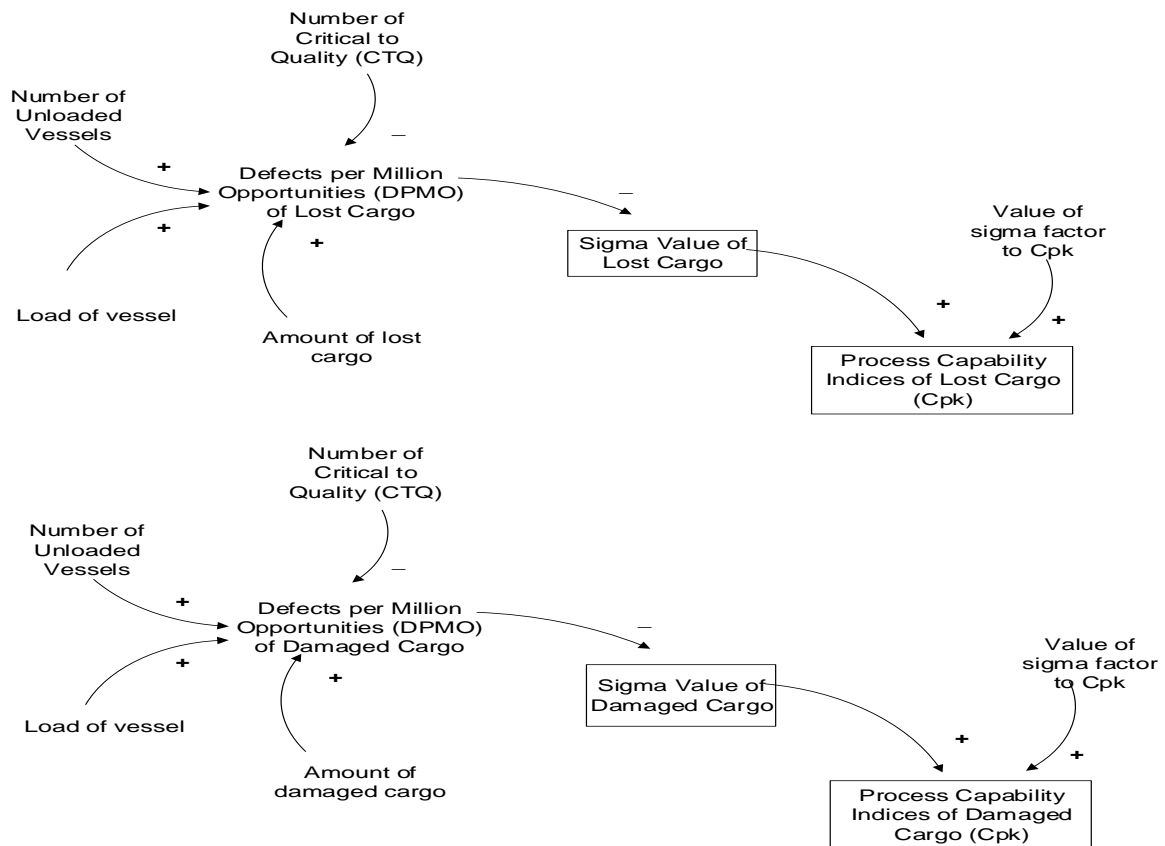 Number of
Critical to
Quality (CTQ)
Number of
Unloaded
Vessels
–
+
Defects per Million
Opportunities (DPMO)
of Lost Cargo
–
+
+
Value of
sigma factor
to Cpk
Sigma Value of
Lost Cargo
Load of vessel
Amount of lost
cargo
+
+
Process Capability
Indices of Lost Cargo
(Cpk)
Number of
Critical to
Quality (CTQ)
Number of
Unloaded
Vessels
–
+
Defects per Million
Opportunities (DPMO)
of Damaged Cargo
–
+
+
Value of
sigma factor
to Cpk
Sigma Value of
Damaged Cargo
Load of vessel
Amount of
damaged cargo
+
+
Process Capability
Indices of Damaged
Cargo (Cpk)